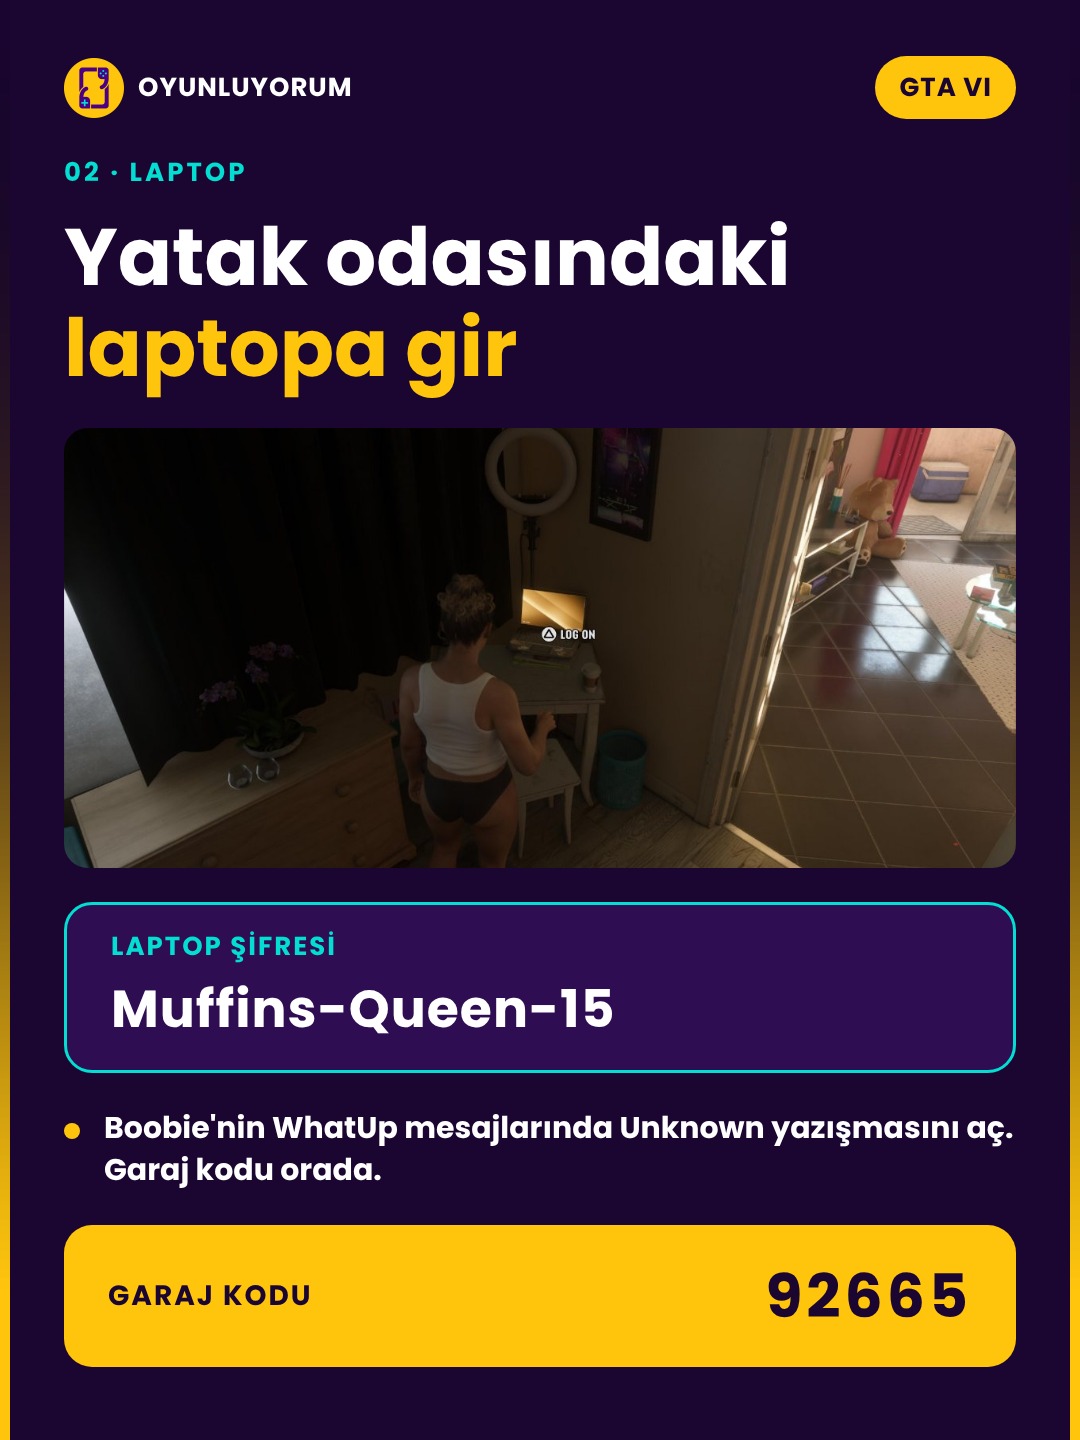 OYUNLUYORUM
GTA VI
02 · LAPTOP
Yatak odasındaki
laptopa gir
LOG ON
LAPTOP ŞİFRESİ
Muffins-Queen-15
Boobie'nin WhatUp mesajlarında Unknown yazışmasını aç.
Garaj kodu orada.
GARAJ KODU
92665